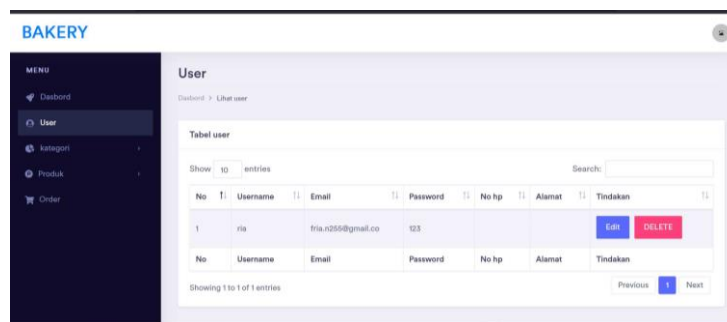 BAKERY
MENU
Dasbord
User
kategori
Produk
Order
User
Dasbord > Lihat user
Tabel user
Show 10 entries
Search:
No Username Email Password No hp Alamat Tindakan
1 ria fria.n255@gmail.co 123 Edit DELETE
No Username Email Password No hp Alamat Tindakan
Showing 1 to 1 of 1 entries
Previous 1 Next